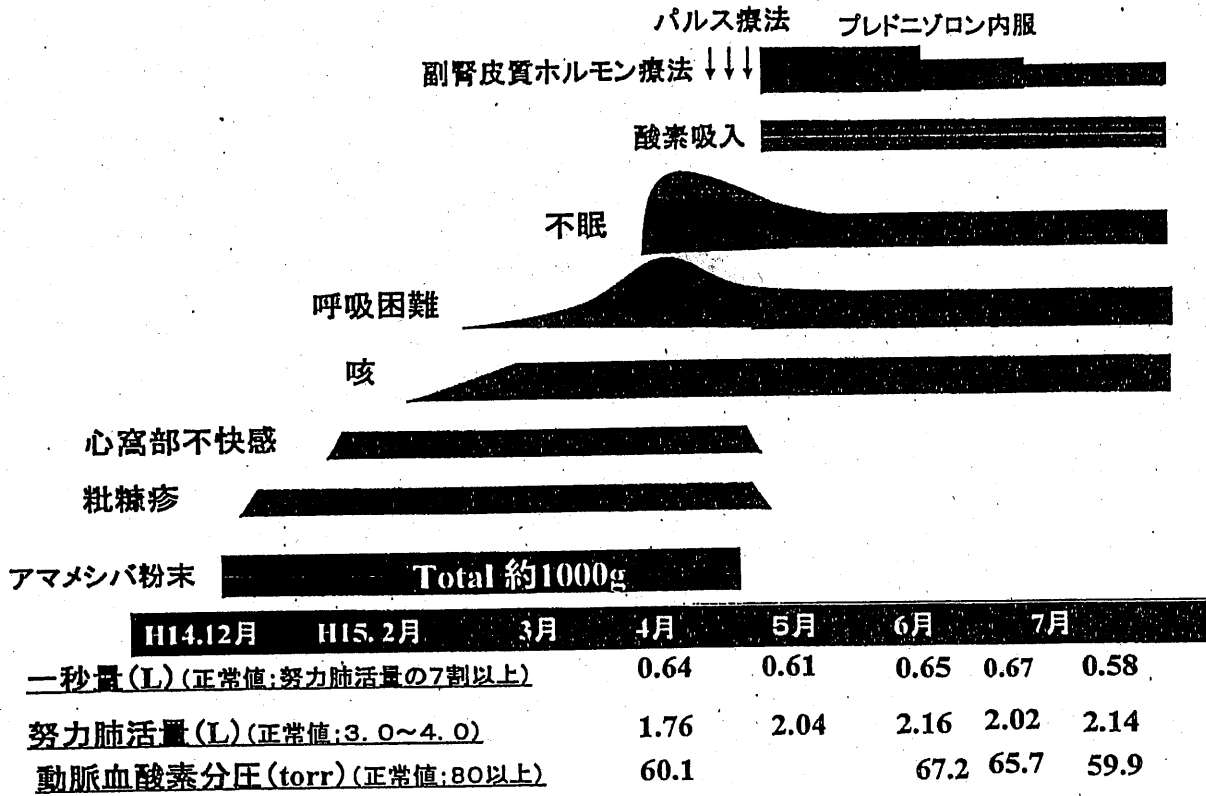 パルス療法 プレドニゾロン内服
副腎皮質ホルモン療法 ↓↓↓
酸素吸入
不眠
呼吸困難
咳
心窩部不快感
粃糠疹
アマメシバ粉末 Total 約1000g
H14.12月 H15.2月 3月 4月 5月 6月 7月
一秒量(L)(正常値;努力肺活量の7割以上) 0.64 0.61 0.65 0.67 0.58
努力肺活量(L)(正常値;3.0~4.0) 1.76 2.04 2.16 2.02 2.14
動脈血酸素分圧(torr)(正常値;80以上) 60.1 67.2 65.7 59.9